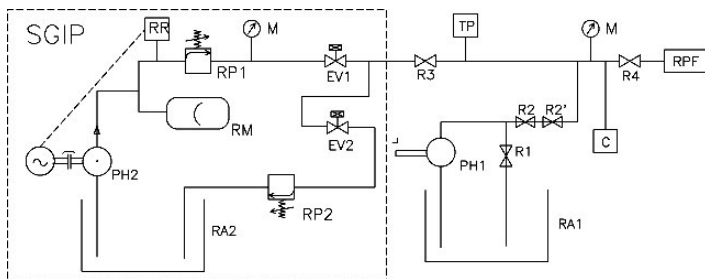 SGIP
RR
M
TP
M
RP1
EV1
R3
R4
RPF
RM
EV2
R2
R2'
C
PH2
PH1
R1
RP2
RA2
RA1